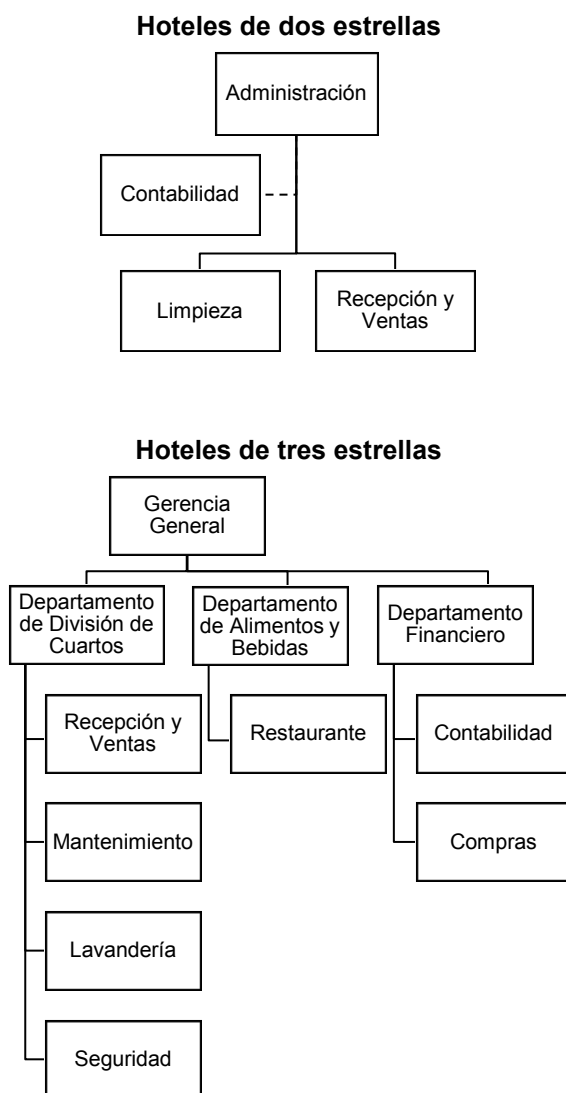 Hoteles de dos estrellas
Administración
Contabilidad
Limpieza
Recepción y
Ventas
Hoteles de tres estrellas
Gerencia
General
Departamento
de División de
Cuartos
Departamento
de Alimentos y
Bebidas
Departamento
Financiero
Recepción y
Ventas
Restaurante
Contabilidad
Mantenimiento
Compras
Lavandería
Seguridad